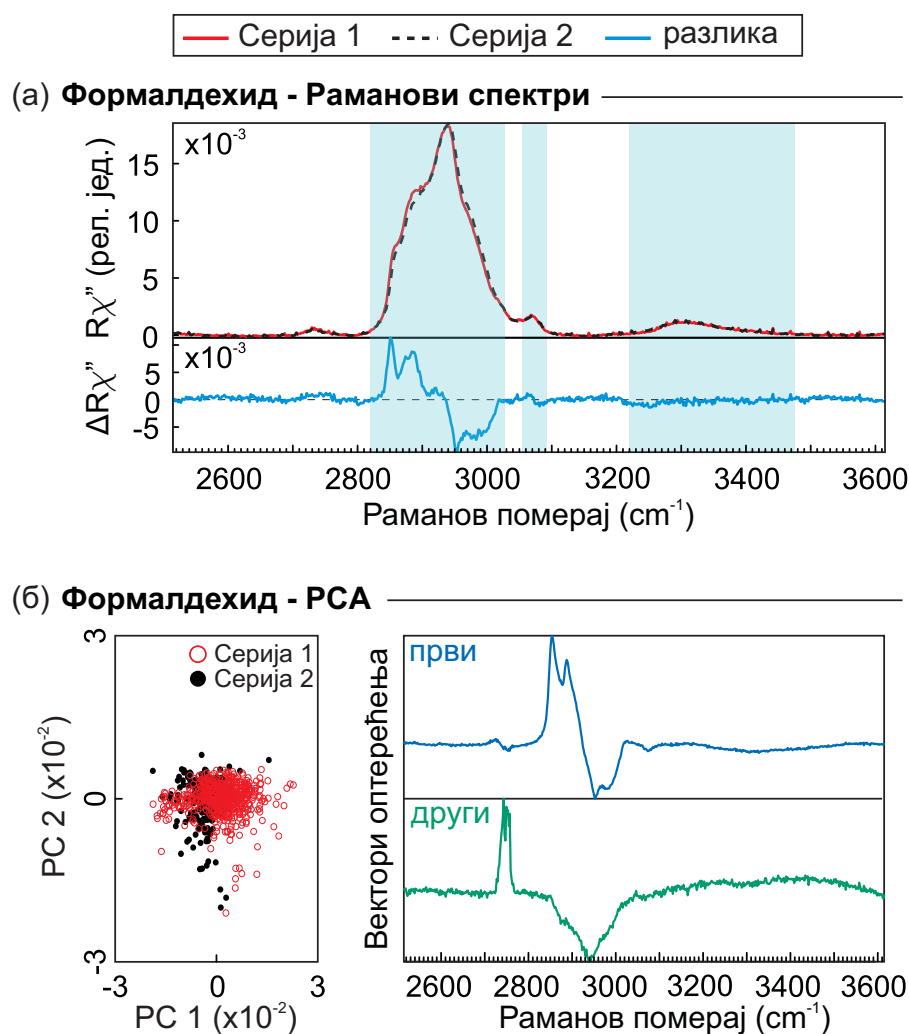 Серија 1 Серија 2 разлика
(а) Формалдехид - Раманови спектри
x10⁻³
15
10
5
0
Rχ” (рел. јед.)
x10⁻³
5
0
-5
ΔRχ”
2600 2800 3000 3200 3400 3600
Раманов померај (cm⁻¹)
(б) Формалдехид - PCA
3
0
-3
PC 2 (x10⁻²)
Серија 1
Серија 2
-3 0 3
PC 1 (x10⁻²)
Вектори оптерећења
први
други
2600 2800 3000 3200 3400 3600
Раманов померај (cm⁻¹)